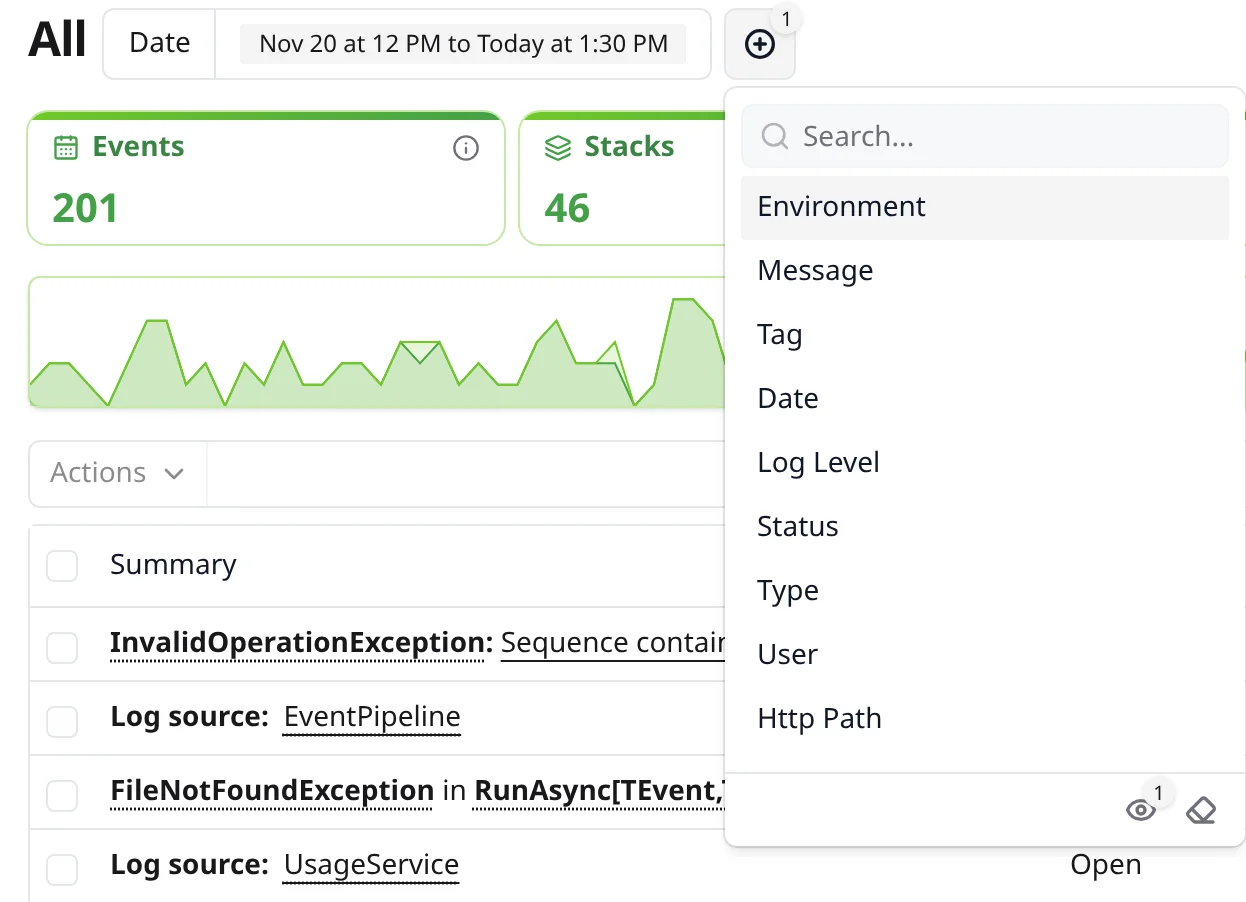 All
Date
Nov 20 at 12 PM to Today at 1:30 PM
1
Events
201
Stacks
46
Search...
Environment
Message
Tag
Date
Log Level
Status
Type
User
Http Path
1
Actions
Summary
InvalidOperationException: Sequence contain
Log source: EventPipeline
FileNotFoundException in RunAsync[TEvent,
Log source: UsageService
Open